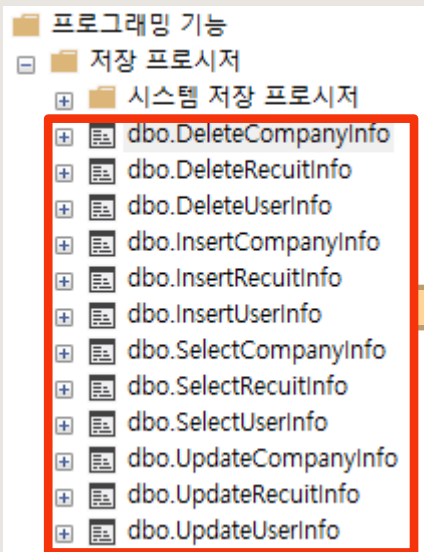 프로그래밍 기능
저장 프로시저
시스템 저장 프로시저
dbo.DeleteCompanyInfo
dbo.DeleteRecuitInfo
dbo.DeleteUserInfo
dbo.InsertCompanyInfo
dbo.InsertRecuitInfo
dbo.InsertUserInfo
dbo.SelectCompanyInfo
dbo.SelectRecuitInfo
dbo.SelectUserInfo
dbo.UpdateCompanyInfo
dbo.UpdateRecuitInfo
dbo.UpdateUserInfo